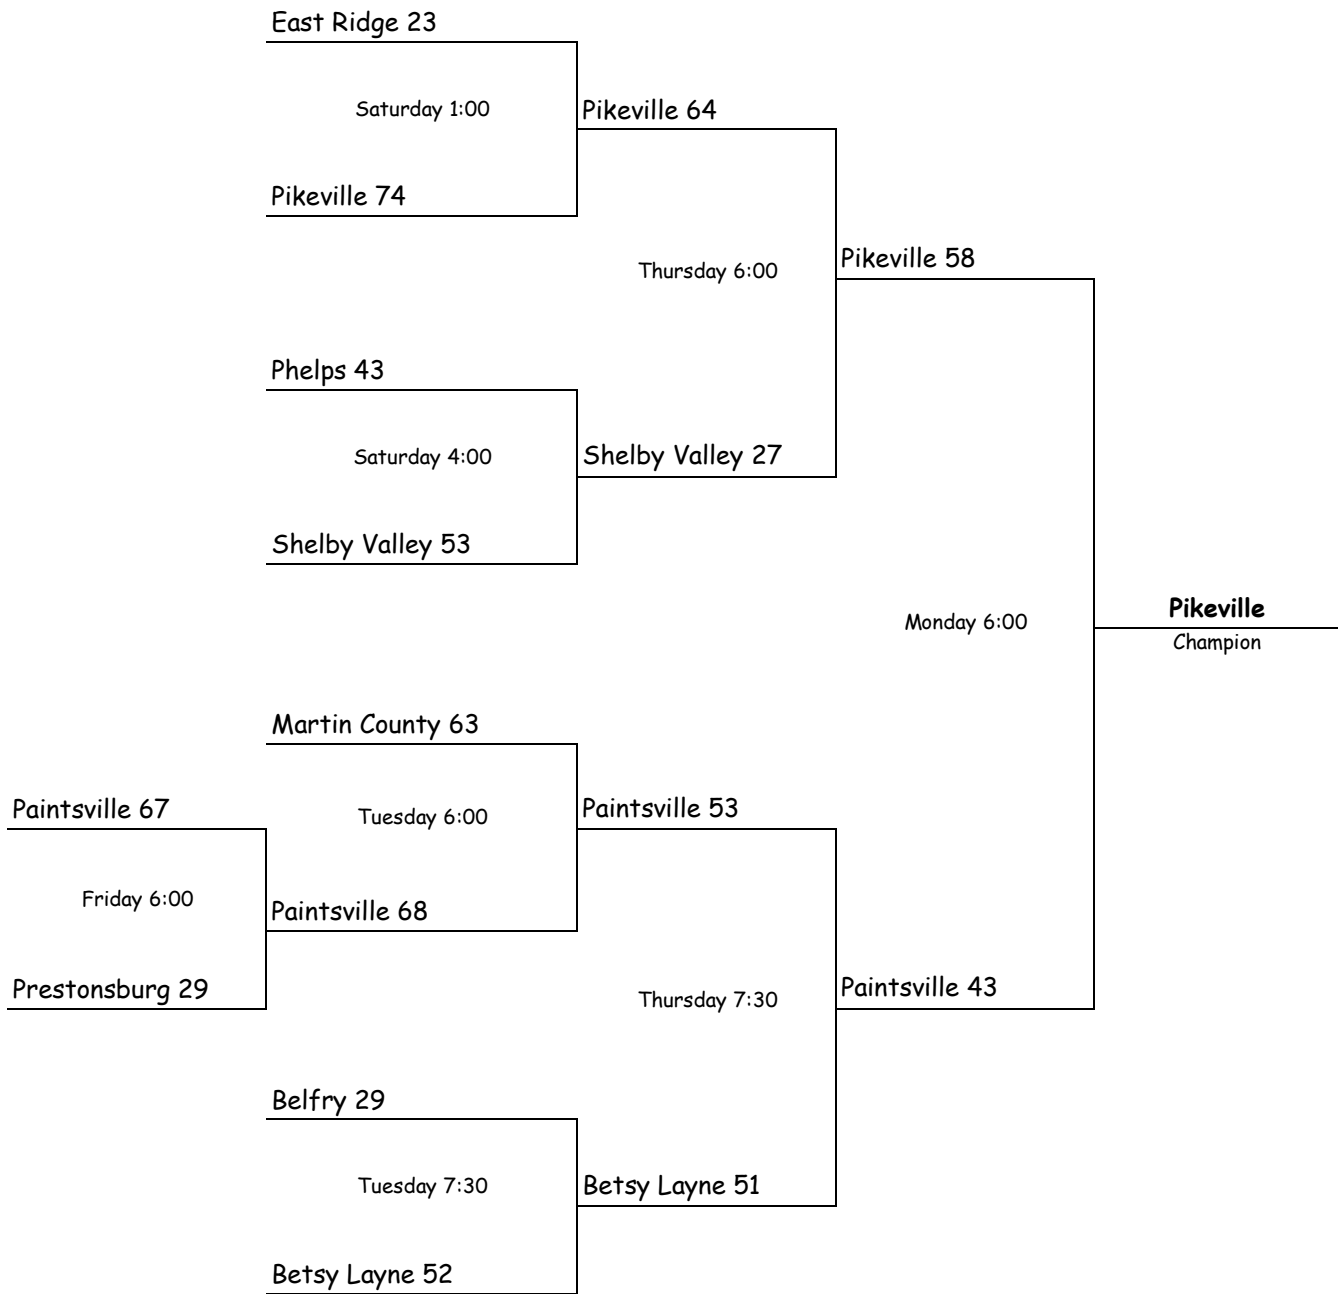 East Ridge 23
Saturday 1:00
Pikeville 64
Pikeville 74
Pikeville 58
Thursday 6:00
Phelps 43
Saturday 4:00
Shelby Valley 27
Shelby Valley 53
Pikeville
Monday 6:00
Champion
Martin County 63
Paintsville 67
Tuesday 6:00
Paintsville 53
Friday 6:00
Paintsville 68
Prestonsburg 29
Thursday 7:30
Paintsville 43
Belfry 29
Tuesday 7:30
Betsy Layne 51
Betsy Layne 52